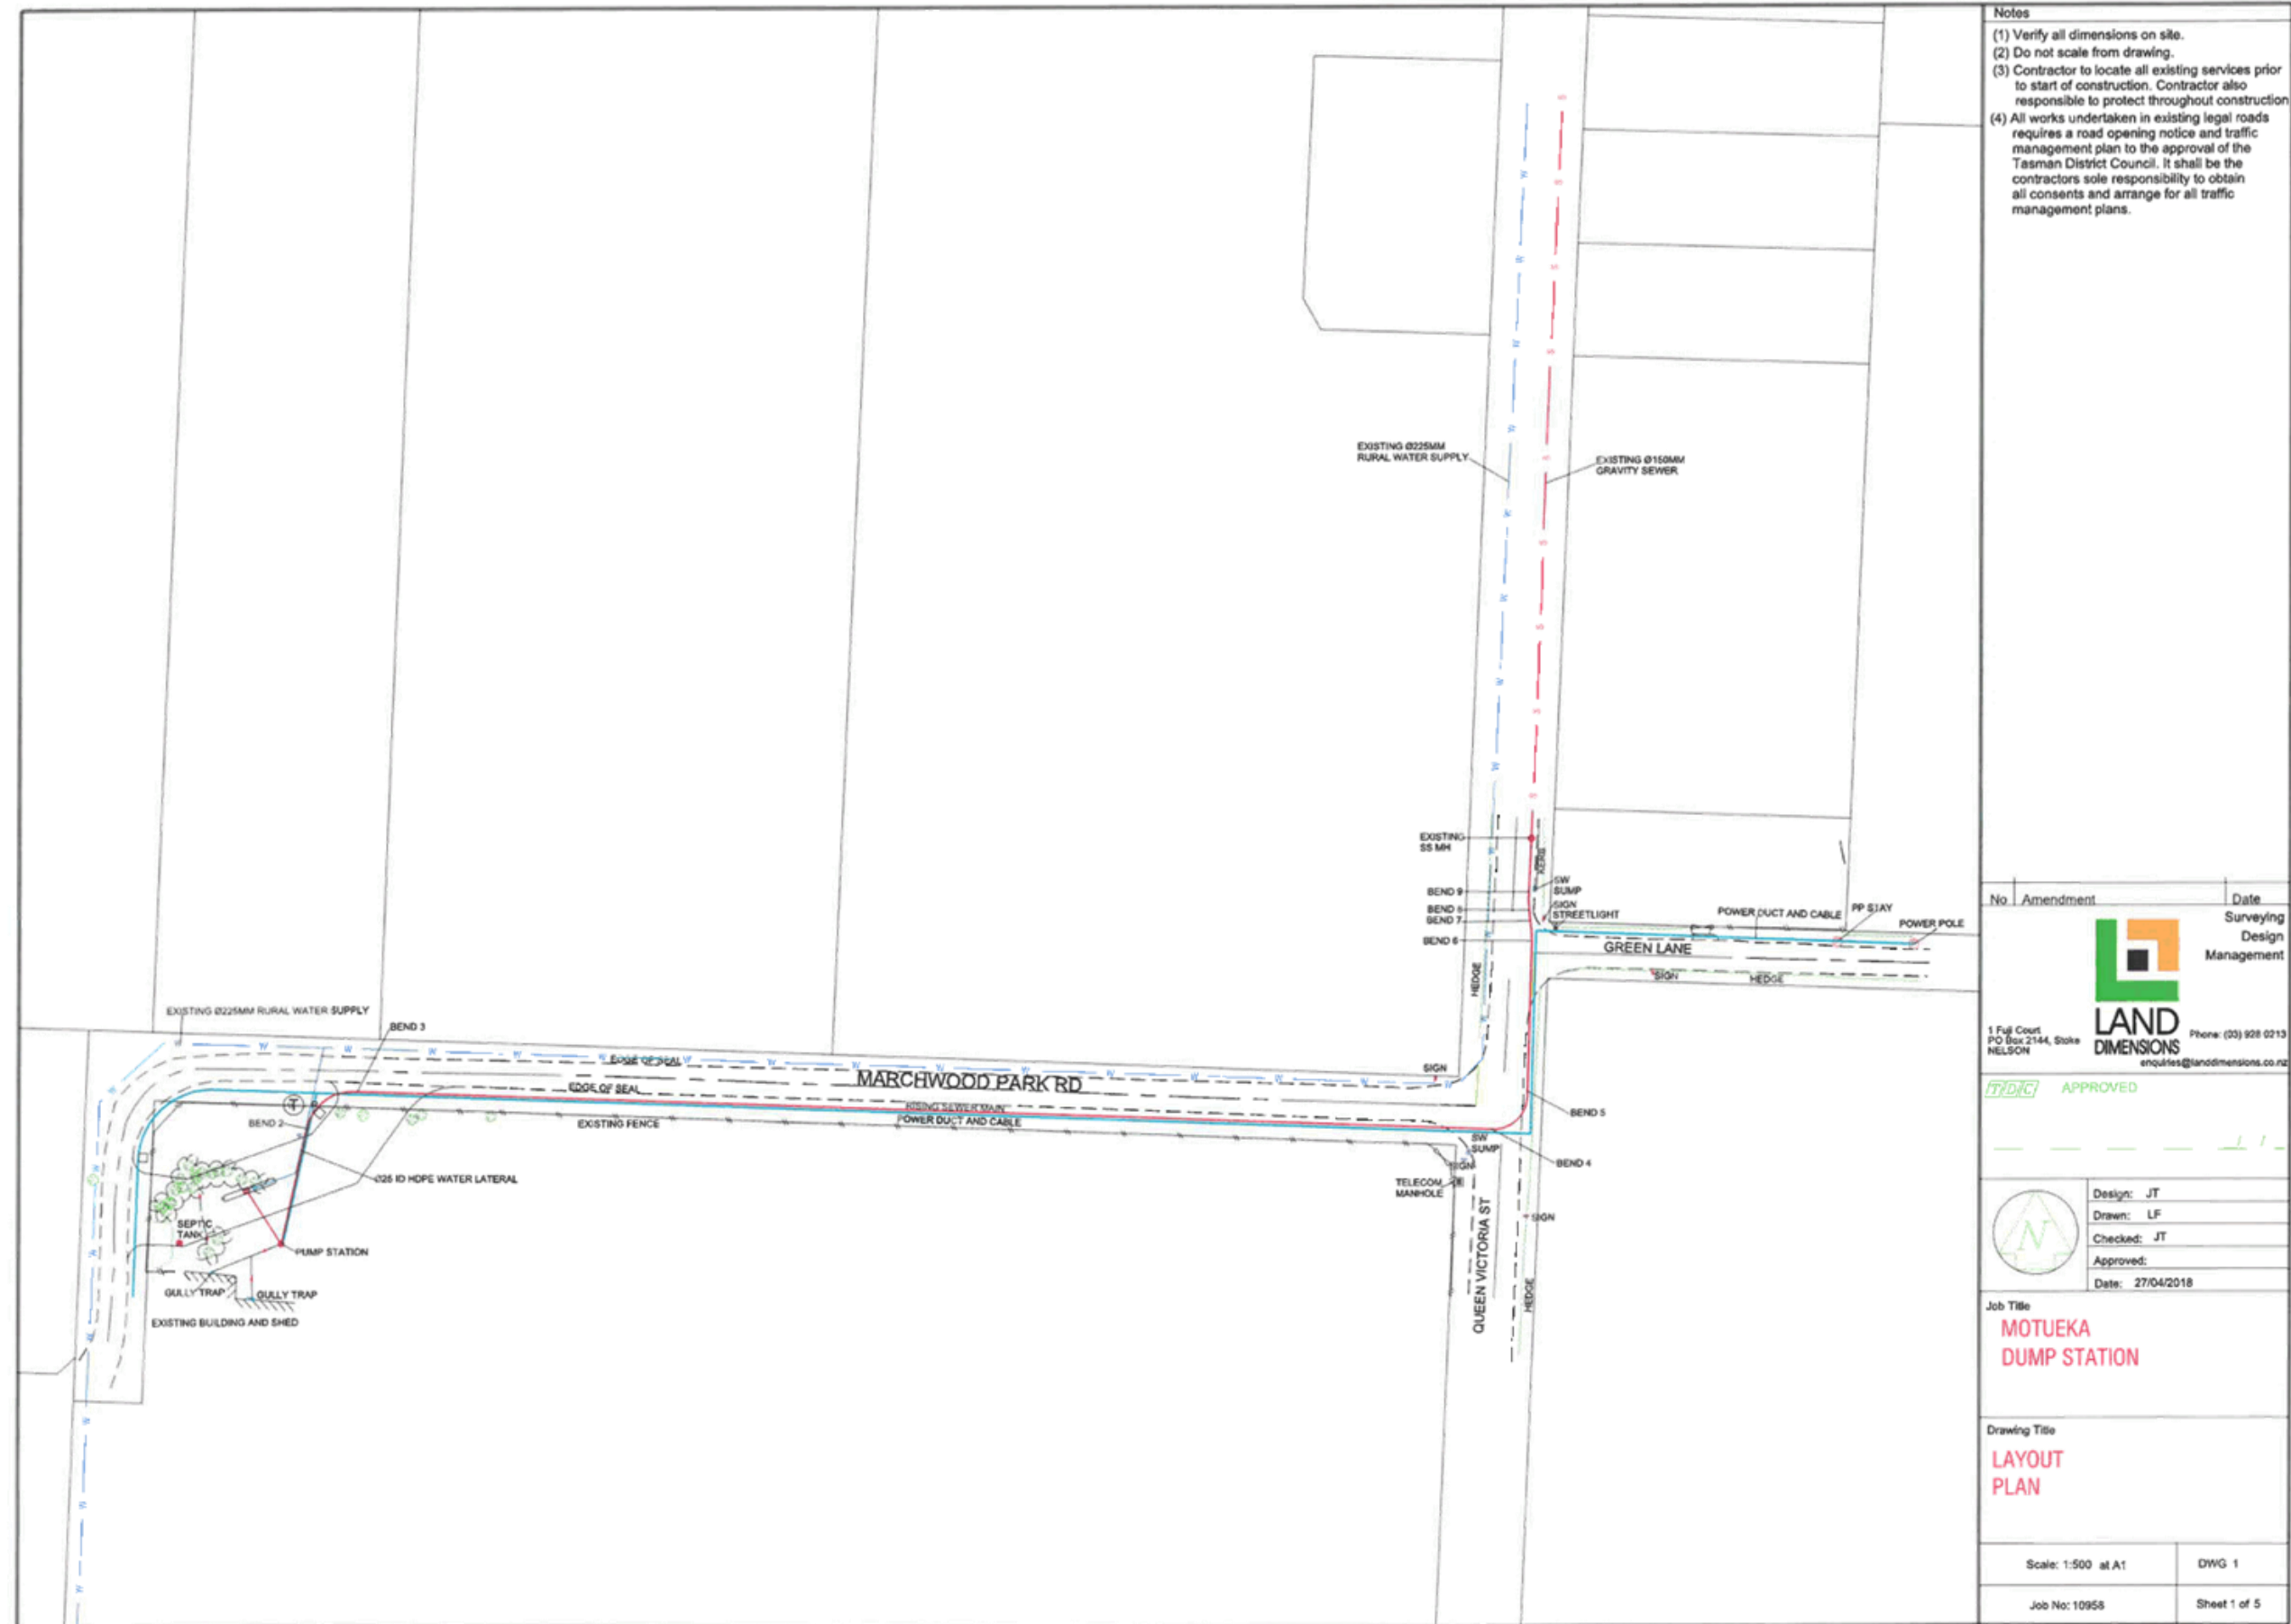 Notes
(1) Verify all dimensions on site.
(2) Do not scale from drawing.
(3) Contractor to locate all existing services prior
to start of construction. Contractor also
responsible to protect throughout construction
(4) All works undertaken in existing legal roads
requires a road opening notice and traffic
management plan to the approval of the
Tasman District Council. It shall be the
contractors sole responsibility to obtain
all consents and arrange for all traffic
management plans.
EXISTING Ø225MM
RURAL WATER SUPPLY
EXISTING Ø150MM
GRAVITY SEWER
EXISTING
SS MH
KERB
BEND 9
BEND 8
BEND 7
BEND 6
SW
SUMP
SIGN
STREETLIGHT
POWER DUCT AND CABLE
PP STAY
POWER POLE
GREEN LANE
SIGN
HEDGE
HEDGE
EXISTING Ø225MM RURAL WATER SUPPLY
BEND 3
EDGE OF SEAL
EDGE OF SEAL
MARCHWOOD PARK RD
SIGN
RISING SEWER MAIN
POWER DUCT AND CABLE
EXISTING FENCE
T
BEND 2
BEND 5
BEND 4
SW
SUMP
SIGN
TELECOM
MANHOLE
QUEEN VICTORIA ST
SIGN
HEDGE
Ø25 ID HDPE WATER LATERAL
SEPTIC
TANK
PUMP STATION
GULLY TRAP
GULLY TRAP
EXISTING BUILDING AND SHED
No Amendment Date
Surveying
Design
Management
LAND
DIMENSIONS
1 Fuji Court
PO Box 2144, Stoke
NELSON
Phone: (03) 928 0213
enquiries@landdimensions.co.nz
TDC APPROVED
N
Design: JT
Drawn: LF
Checked: JT
Approved:
Date: 27/04/2018
Job Title
MOTUEKA
DUMP STATION
Drawing Title
LAYOUT
PLAN
Scale: 1:500 at A1
DWG 1
Job No: 10958
Sheet 1 of 5